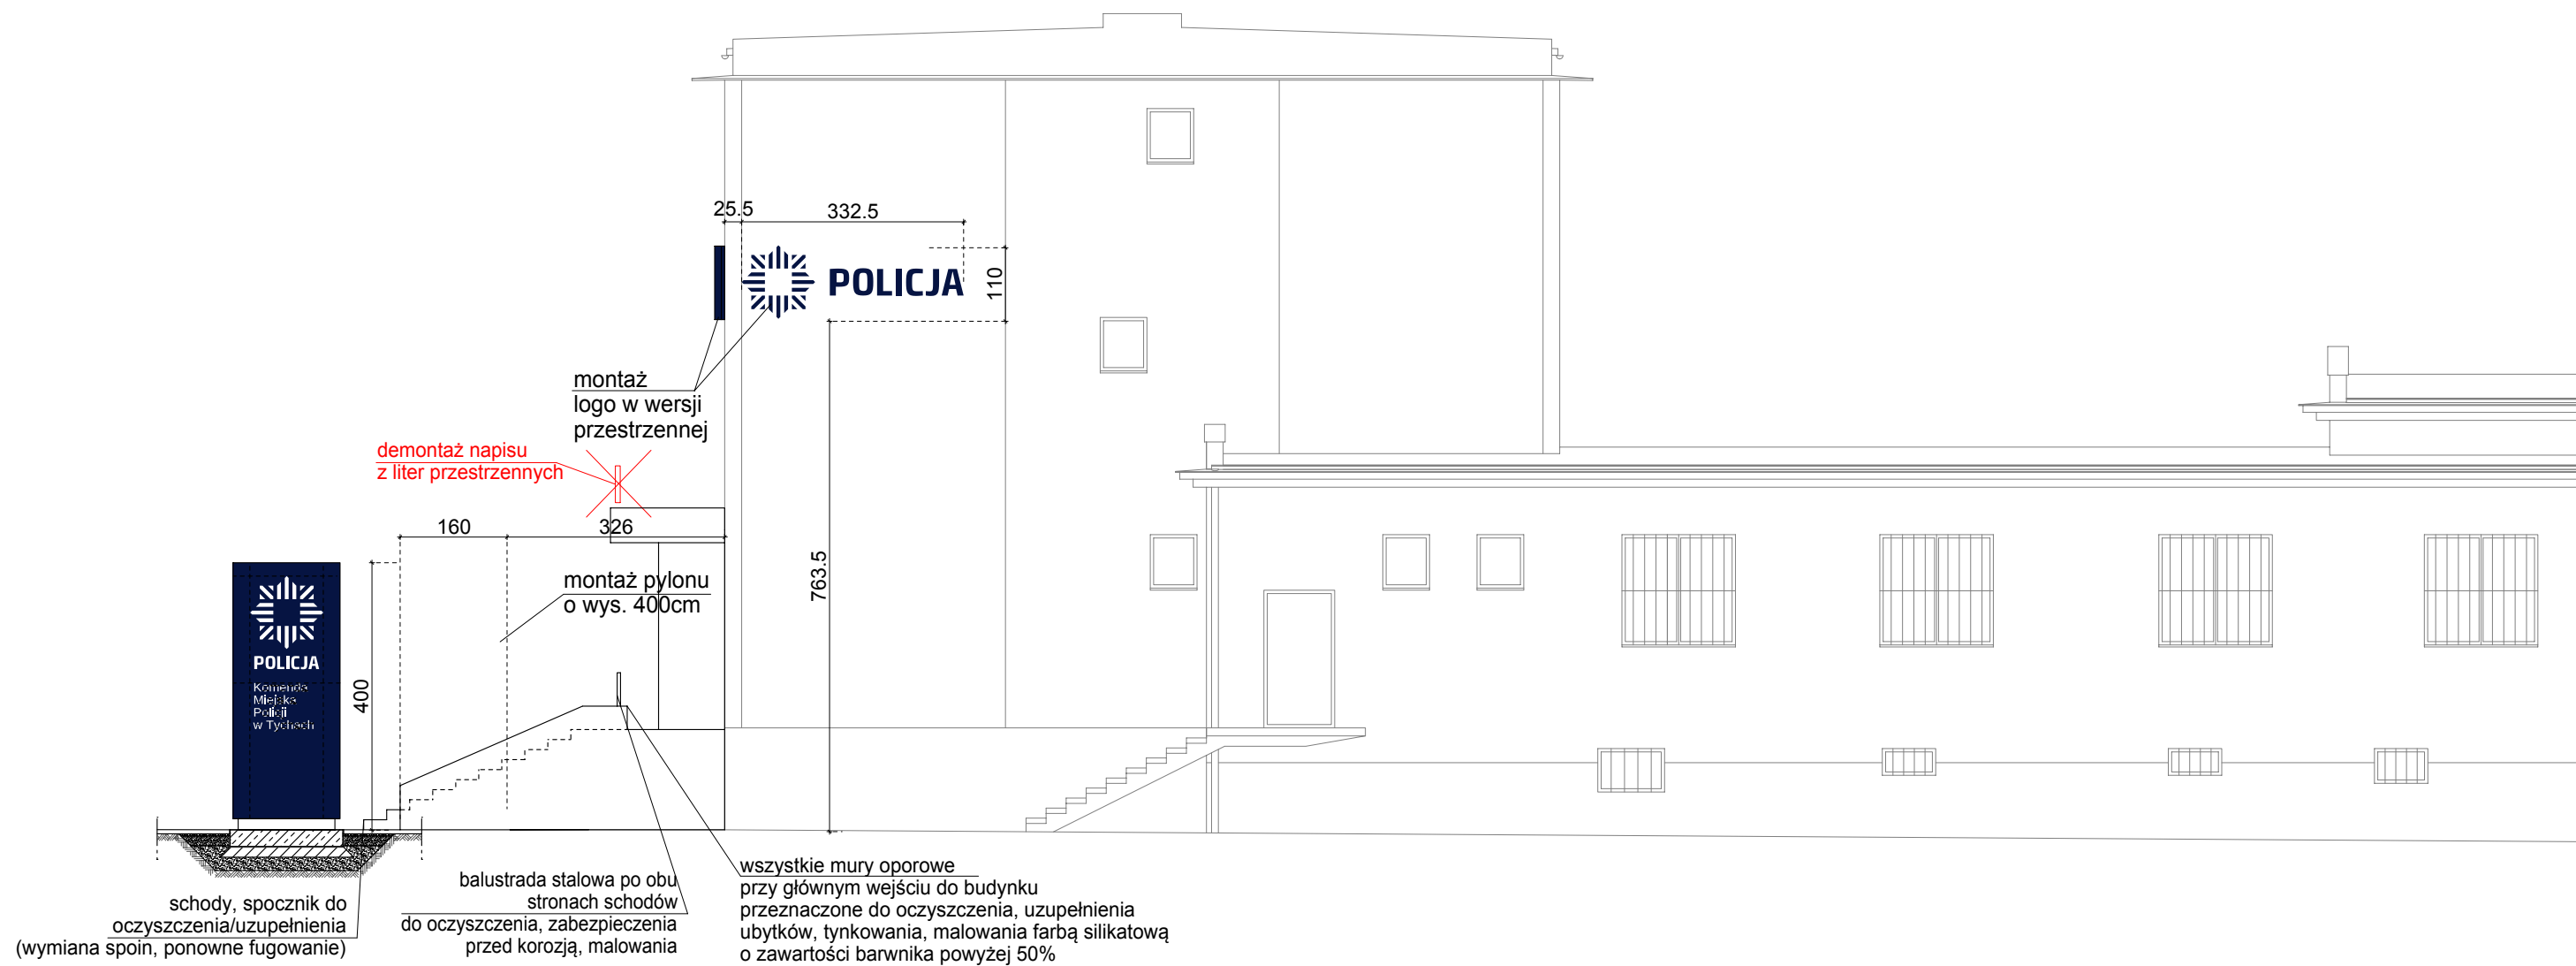 25.5
332.5
POLICJA
110
montaż
logo w wersji
przestrzennej
demontaż napisu
z liter przestrzennych
160
326
763.5
montaż pylonu
o wys. 400cm
POLICJA
Komenda
Miejska
Policji
w Tychach
400
schody, spocznik do
oczyszczenia/uzupełnienia
(wymiana spoin, ponowne fugowanie)
balustrada stalowa po obu
stronach schodów
do oczyszczenia, zabezpieczenia
przed korozją, malowania
wszystkie mury oporowe
przy głównym wejściu do budynku
przeznaczone do oczyszczenia, uzupełnienia
ubytków, tynkowania, malowania farbą silikatową
o zawartości barwnika powyżej 50%